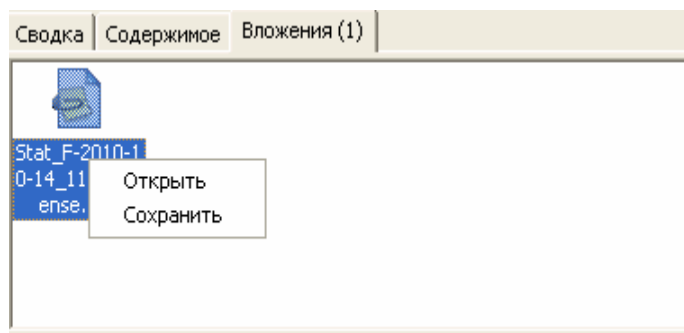 Сводка Содержимое Вложения (1)
Stat_F-2010-1
0-14_11
ense.
Открыть
Сохранить